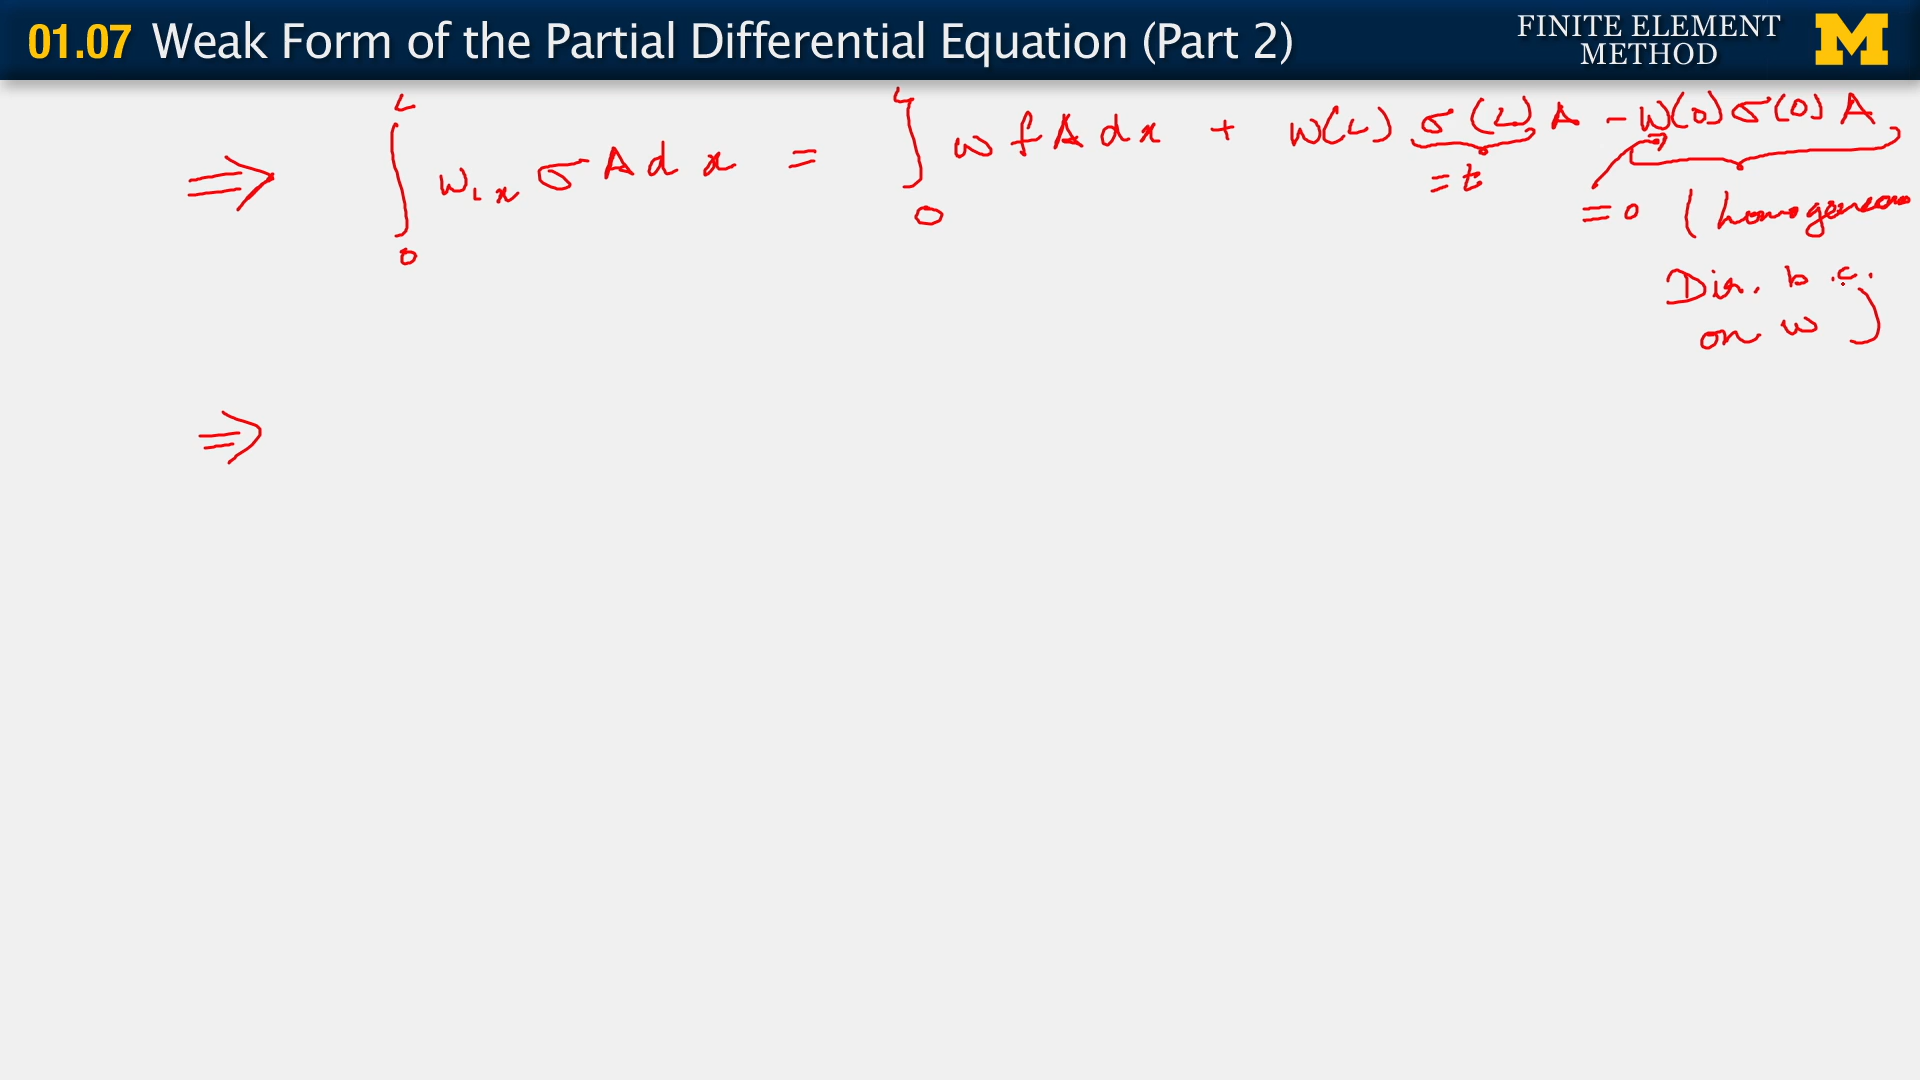 01.07 Weak Form of the Partial Differential Equation (Part 2)
FINITE ELEMENT
METHOD
M
⇒ ∫₀ᴸ w,ₓ σ A dx = ∫₀ᴸ w f A dx + w(L) σ(L) A − w(0) σ(0) A
= t
= 0 (homogeneous
Dir. b.c.
on w)
⇒